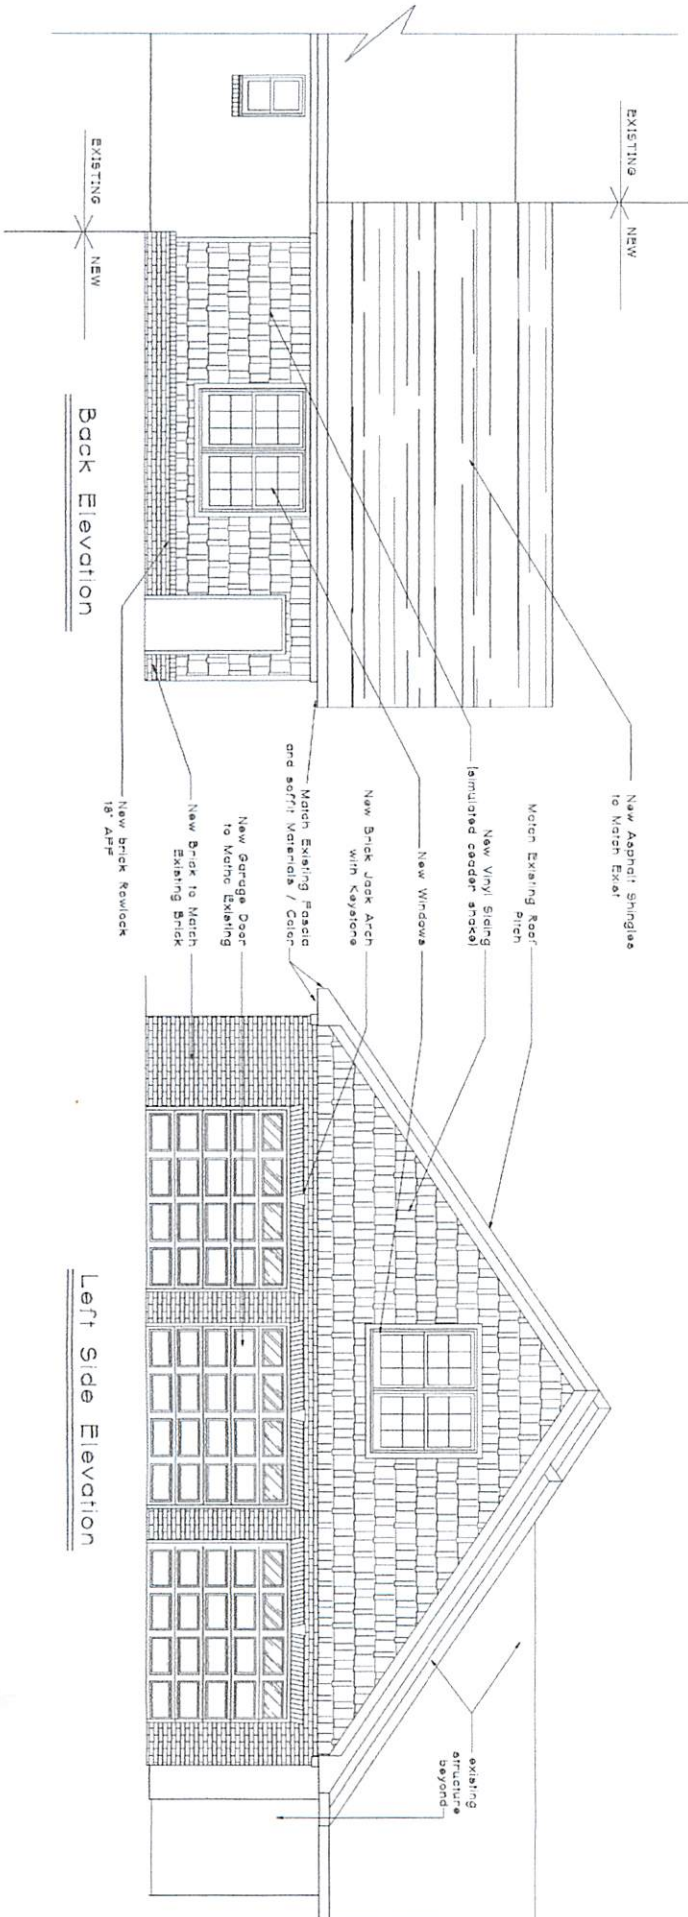 EXISTING
NEW
EXISTING
NEW
Back Elevation
New Asphalt Shingles
to Match Exist
Match Existing Roof
Pitch
New Vinyl Siding
(simulated ceader shake)
New Windows
New Brick Jack Arch
with Keystone
Match Existing Fascia
and soffit Materials / Color
New Garage Door
to Mathc Existing
New Brick to Match
Existing Brick
New brick Rowlock
18" AFF
Left Side Elevation
existing
structure
beyond